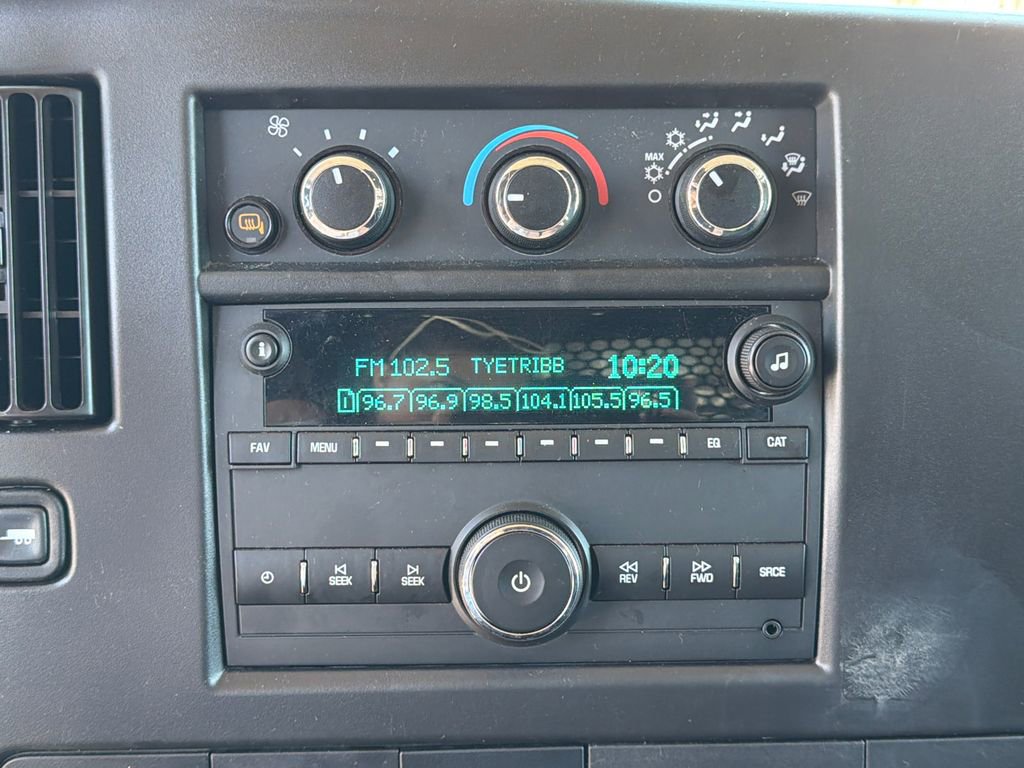 MAX
FM 102.5 TYETRIBB 10:20
1 96.7 96.9 98.5 104.1 105.5 96.5
FAV MENU EQ CAT
SEEK SEEK REV FWD SRCE